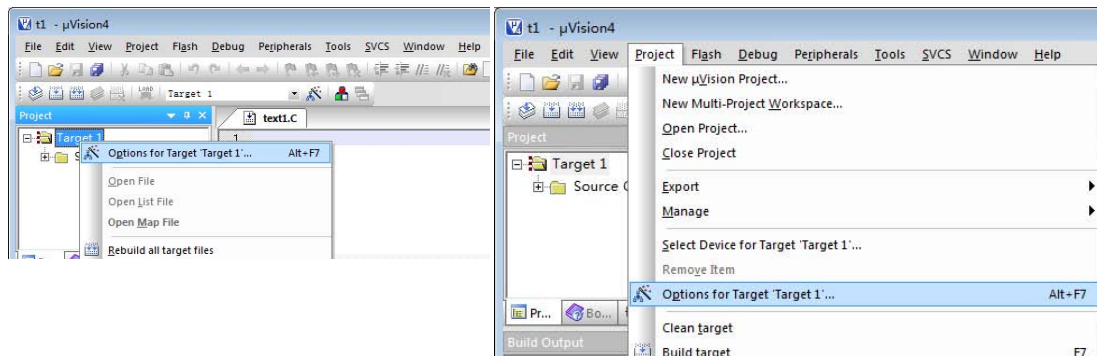 t1 - µVision4
File Edit View Project Flash Debug Peripherals Tools SVCS Window Help
Target 1
Project
text1.C
Target 1
1
Options for Target 'Target 1'... Alt+F7
Open File
Open List File
Open Map File
Rebuild all target files
t1 - µVision4
File Edit View Project Flash Debug Peripherals Tools SVCS Window Help
New µVision Project...
New Multi-Project Workspace...
Open Project...
Close Project
Project
Target 1
Source
Export
Manage
Select Device for Target 'Target 1'...
Remove Item
Options for Target 'Target 1'... Alt+F7
Pr... Bo...
Clean target
Build Output
Build target F7